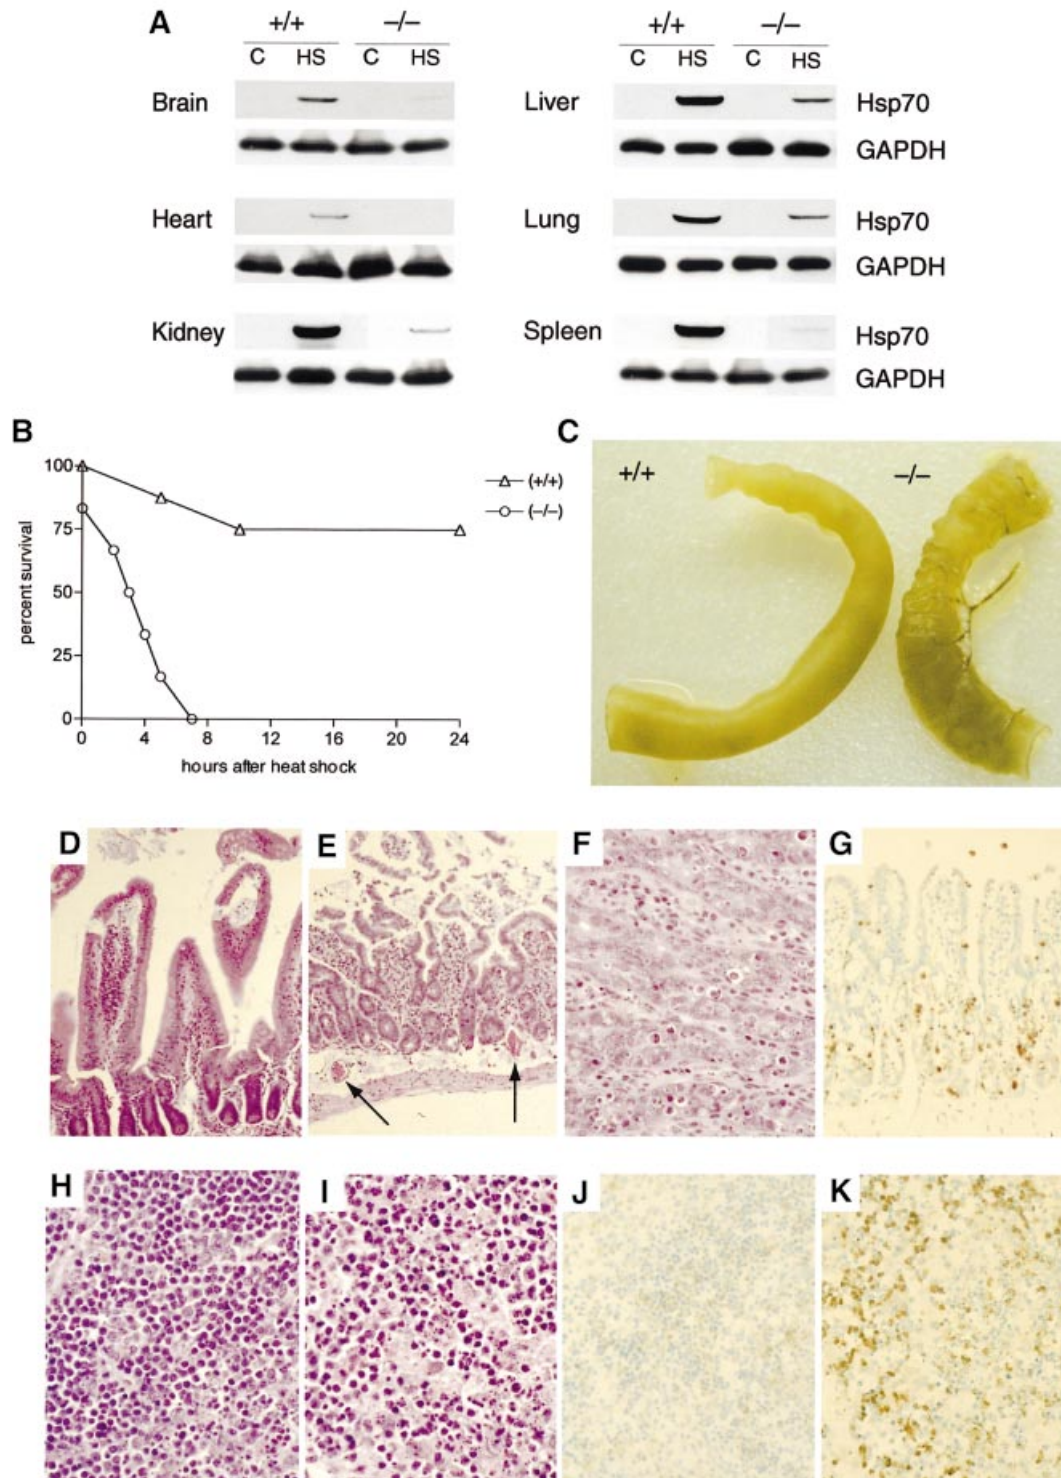 A
+/+ –/– +/+ –/–
C HS C HS C HS C HS
Brain Liver Hsp70
GAPDH
Heart Lung Hsp70
GAPDH
Kidney Spleen Hsp70
GAPDH
B
100
75
50
25
0
percent survival
0 4 8 12 16 20 24
hours after heat shock
(+/+)
(–/–)
C
+/+ –/–
D E F G
H I J K